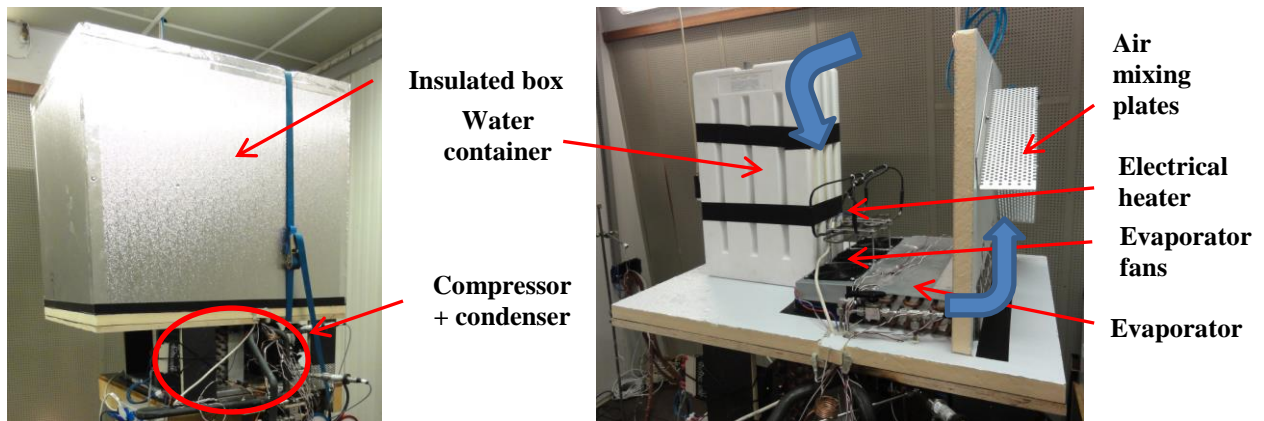 Insulated box
Water
container
Compressor
+ condenser
Air
mixing
plates
Electrical
heater
Evaporator
fans
Evaporator